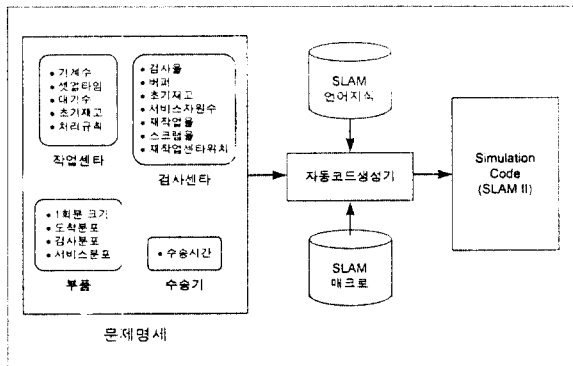 • 기계수
• 셋업타임
• 대기수
• 초기재고
• 처리규칙
작업센타
• 검사율
• 버퍼
• 초기재고
• 서비스자원수
• 재작업율
• 스크랩율
• 재작업센타위치
검사센타
• 1회분 크기
• 도착분포
• 검사분포
• 서비스분포
부품
• 수송시간
수송기
문제명세
SLAM
언어지식
자동코드생성기
SLAM
매크로
Simulation
Code
(SLAM II)